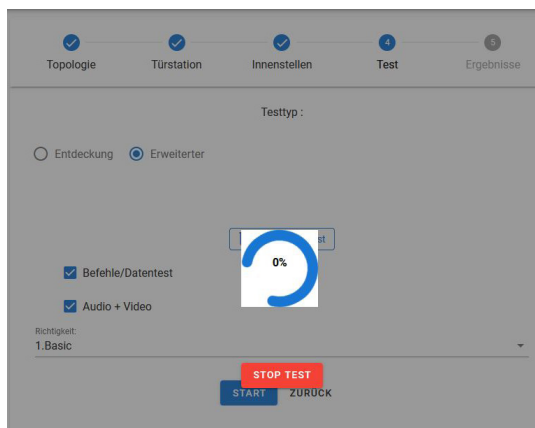 4
5
Topologie
Türstation
Innenstellen
Test
Ergebnisse
Testtyp :
Entdeckung
Erweiterter
0%
Befehle/Datentest
Audio + Video
Richtigkeit:
1.Basic
STOP TEST
START
ZURÜCK